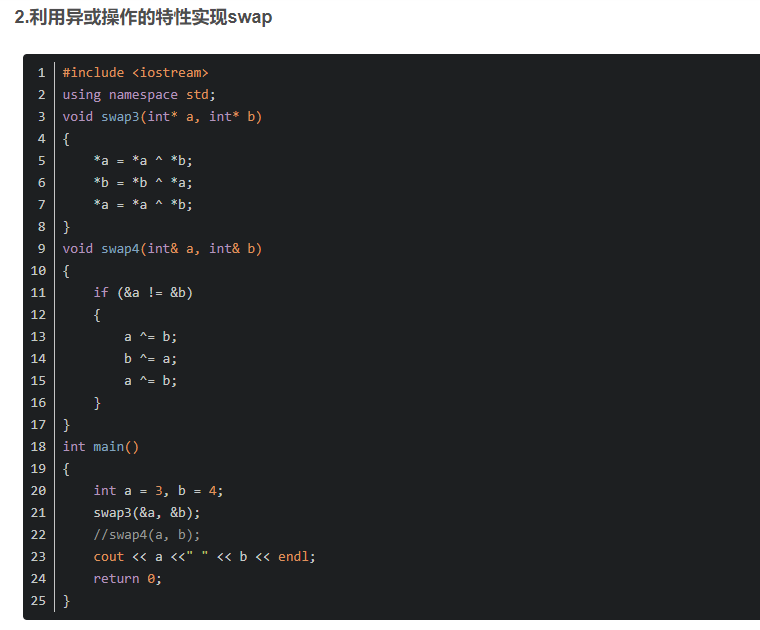 2.利用异或操作的特性实现swap
1 #include <iostream>
2 using namespace std;
3 void swap3(int* a, int* b)
4 {
5     *a = *a ^ *b;
6     *b = *b ^ *a;
7     *a = *a ^ *b;
8 }
9 void swap4(int& a, int& b)
10 {
11     if (&a != &b)
12     {
13         a ^= b;
14         b ^= a;
15         a ^= b;
16     }
17 }
18 int main()
19 {
20     int a = 3, b = 4;
21     swap3(&a, &b);
22     //swap4(a, b);
23     cout << a <<" " << b << endl;
24     return 0;
25 }